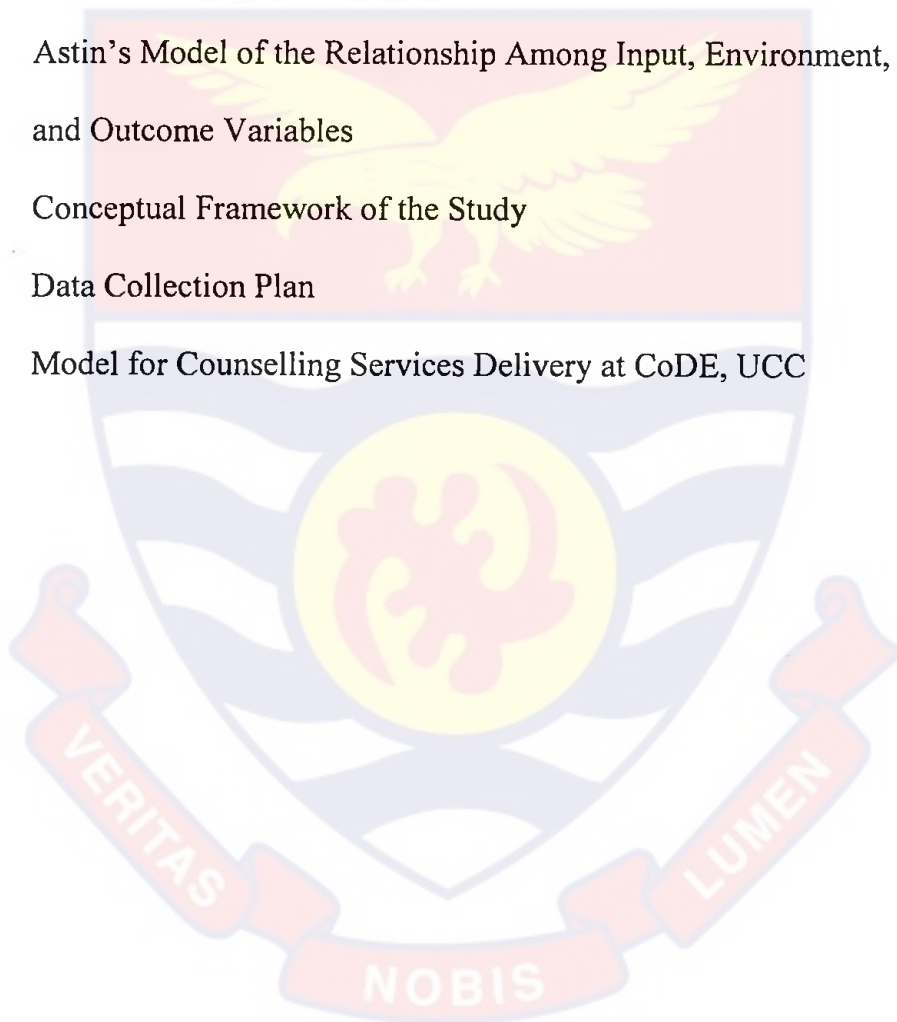 Astin's Model of the Relationship Among Input, Environment,
and Outcome Variables
Conceptual Framework of the Study
Data Collection Plan
Model for Counselling Services Delivery at CoDE, UCC
VERITAS
NOBIS
LUMEN